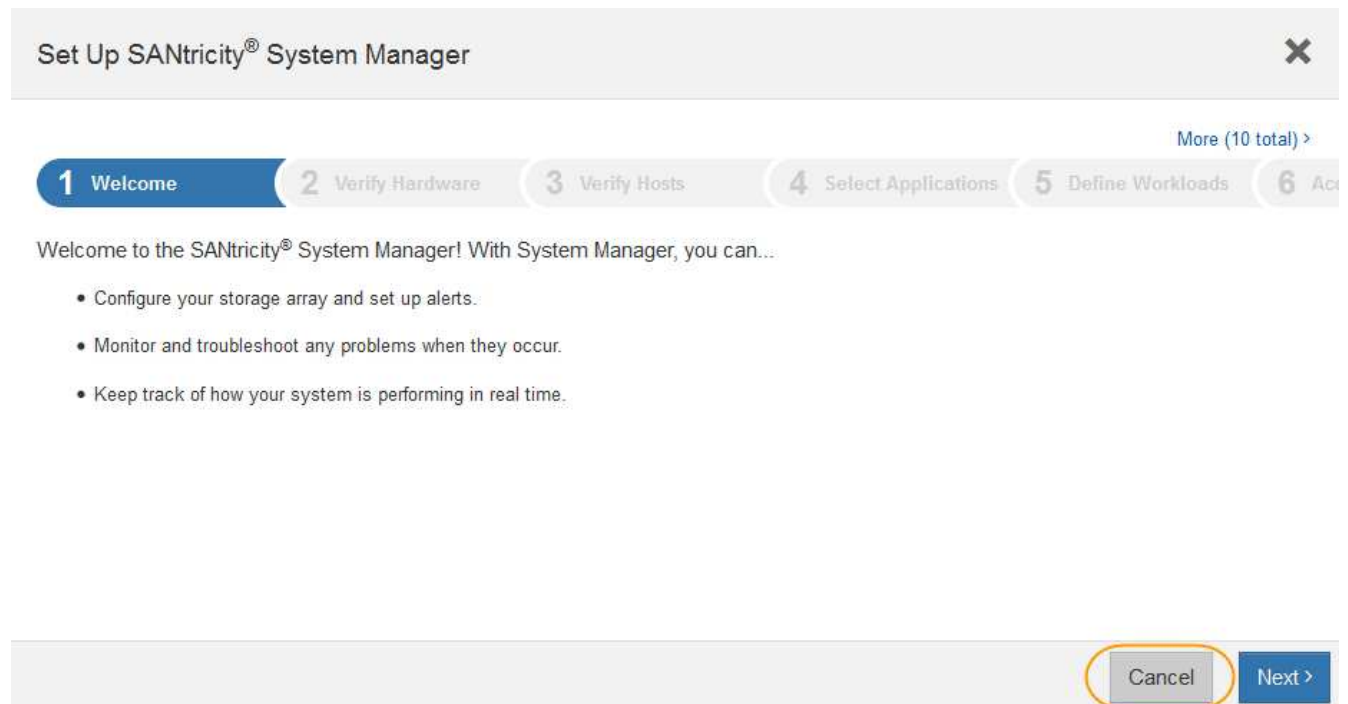 Set Up SANtricity® System Manager
More (10 total) >
1 Welcome
2 Verify Hardware
3 Verify Hosts
4 Select Applications
5 Define Workloads
6 Acc
Welcome to the SANtricity® System Manager! With System Manager, you can...
• Configure your storage array and set up alerts.
• Monitor and troubleshoot any problems when they occur.
• Keep track of how your system is performing in real time.
Cancel
Next >